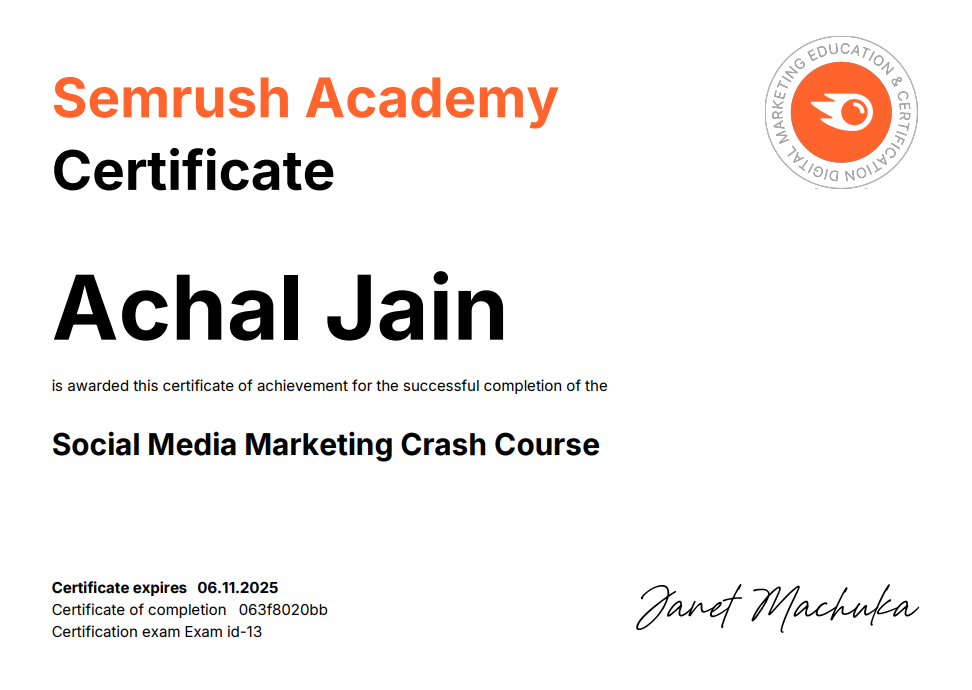 Semrush Academy
Certificate
MARKETING EDUCATION & CERTIFICATION DIGITAL
Achal Jain
is awarded this certificate of achievement for the successful completion of the
Social Media Marketing Crash Course
Certificate expires 06.11.2025
Certificate of completion 063f8020bb
Certification exam Exam id-13
Janet Machuka